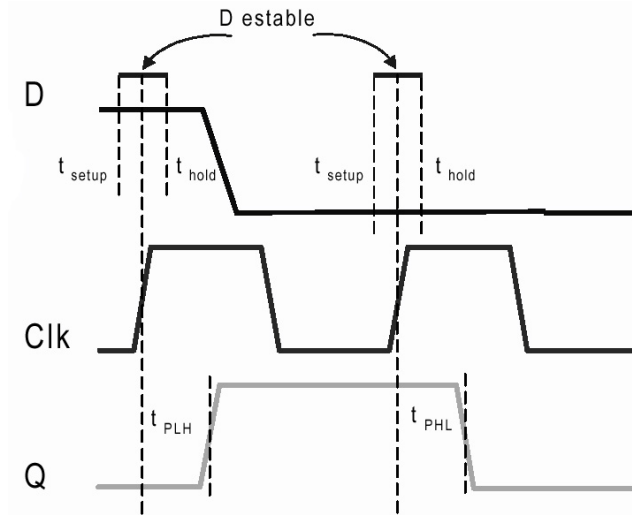 D estable
D
t setup
t hold
t setup
t hold
Clk
t PLH
t PHL
Q